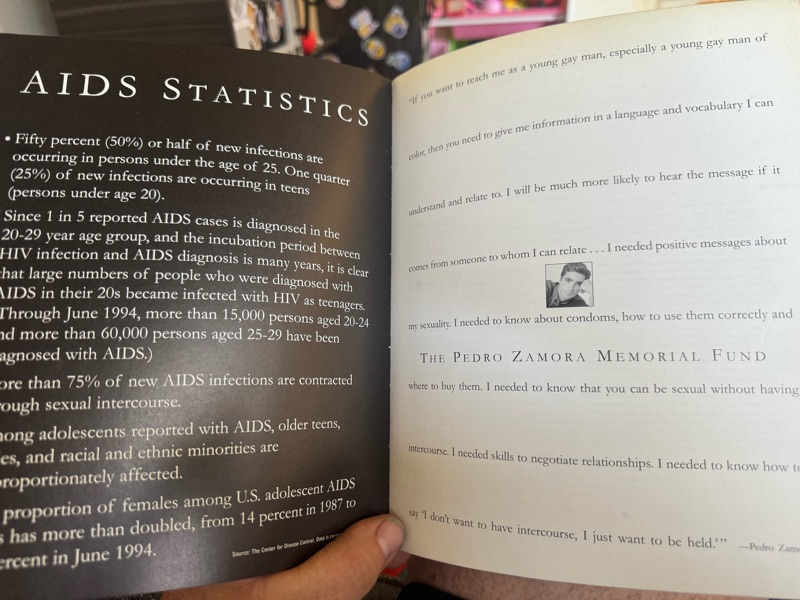 AIDS STATISTICS
• Fifty percent (50%) or half of new infections are
occurring in persons under the age of 25. One quarter
(25%) of new infections are occurring in teens
(persons under age 20).
Since 1 in 5 reported AIDS cases is diagnosed in the
20-29 year age group, and the incubation period between
HIV infection and AIDS diagnosis is many years, it is clear
that large numbers of people who were diagnosed with
AIDS in their 20s became infected with HIV as teenagers.
(Through June 1994, more than 15,000 persons aged 20-24
nd more than 60,000 persons aged 25-29 have been
agnosed with AIDS.)
ore than 75% of new AIDS infections are contracted
rough sexual intercourse.
ong adolescents reported with AIDS, older teens,
es, and racial and ethnic minorities are
proportionately affected.
proportion of females among U.S. adolescent AIDS
s has more than doubled, from 14 percent in 1987 to
ercent in June 1994.
Source: The Center for Disease Control, Data is
"If you want to reach me as a young gay man, especially a young gay man of
color, then you need to give me information in a language and vocabulary I can
understand and relate to. I will be much more likely to hear the message if it
comes from someone to whom I can relate . . . I needed positive messages about
my sexuality. I needed to know about condoms, how to use them correctly and
THE PEDRO ZAMORA MEMORIAL FUND
where to buy them. I needed to know that you can be sexual without having
intercourse. I needed skills to negotiate relationships. I needed to know how to
say 'I don't want to have intercourse, I just want to be held.'" —Pedro Zamo